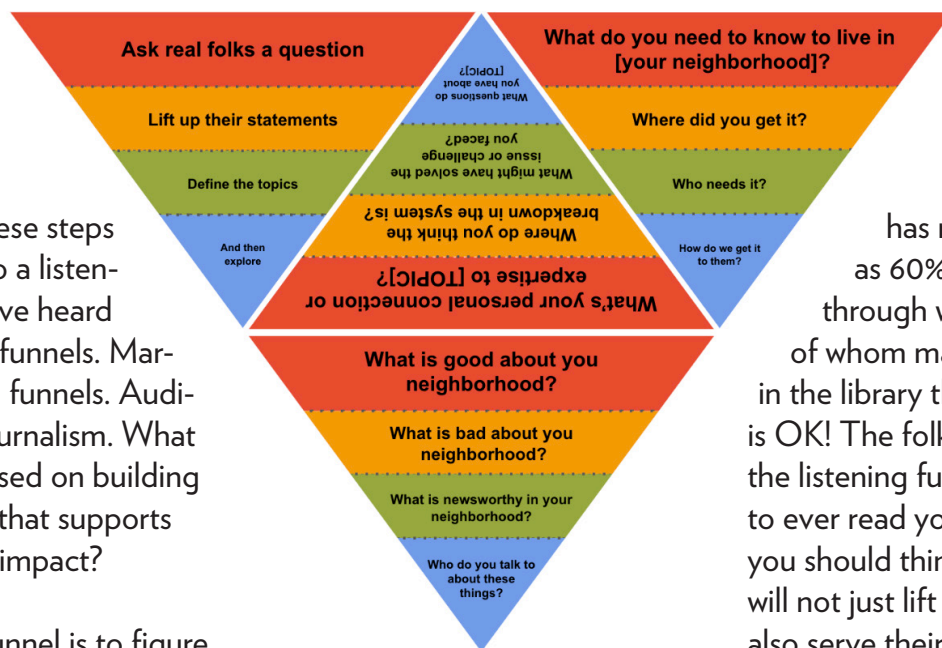 Ask real folks a question
Lift up their statements
Define the topics
And then
explore
What's your personal connection or
expertise to [TOPIC]?
Where do you think the
breakdown in the system is?
What might have solved the
issue or challenge
you faced?
What questions do
you have about
[TOPIC]?
What do you need to know to live in
[your neighborhood]?
Where did you get it?
Who needs it?
How do we get it
to them?
What is good about you
neighborhood?
What is bad about you
neighborhood?
What is newsworthy in your
neighborhood?
Who do you talk to
about these
things?
ese steps
o a listen-
ve heard
funnels. Mar-
funnels. Audi-
urnalism. What
sed on building
that supports
impact?
unnel is to figure
has
as 60%
through
of whom ma
in the library th
is OK! The folk
the listening fu
to ever read yo
you should thin
will not just lift
also serve their